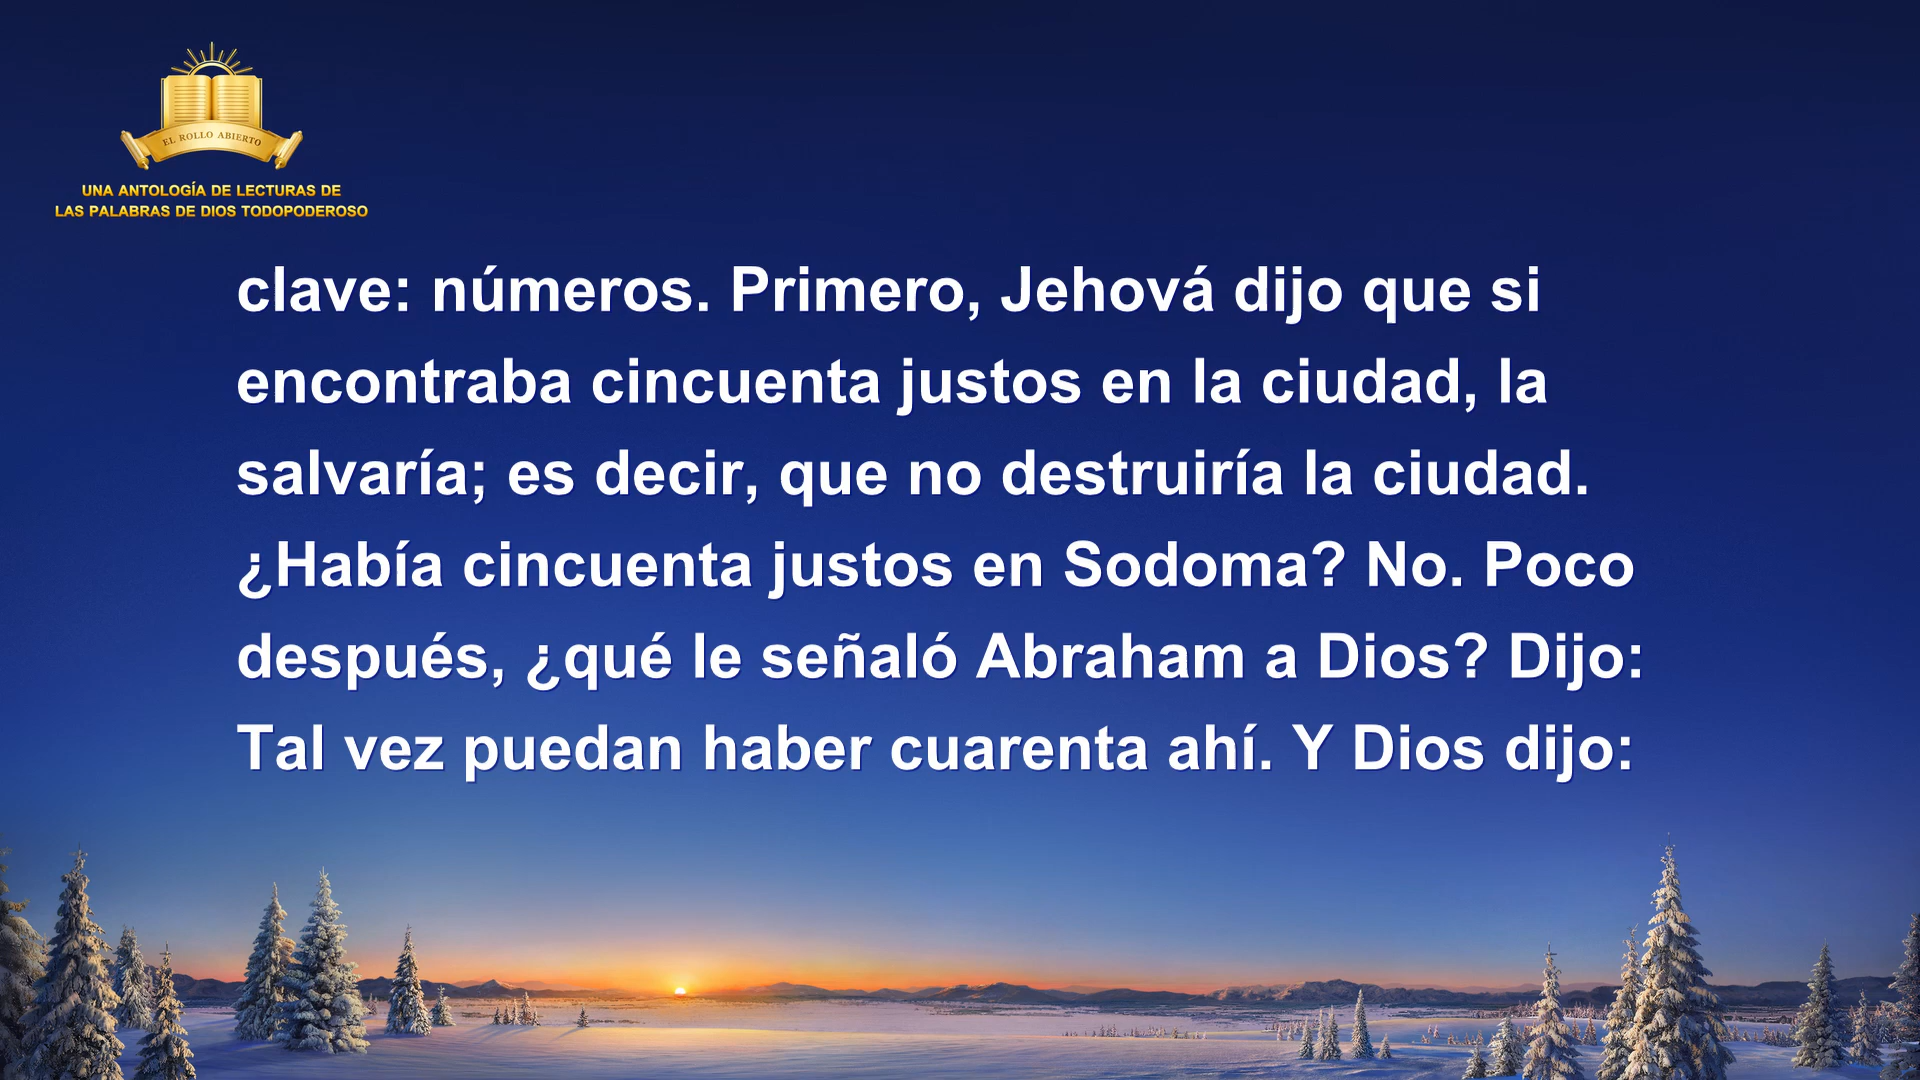 EL ROLLO ABIERTO
UNA ANTOLOGÍA DE LECTURAS DE
LAS PALABRAS DE DIOS TODOPODEROSO
clave: números. Primero, Jehová dijo que si
encontraba cincuenta justos en la ciudad, la
salvaría; es decir, que no destruiría la ciudad.
¿Había cincuenta justos en Sodoma? No. Poco
después, ¿qué le señaló Abraham a Dios? Dijo:
Tal vez puedan haber cuarenta ahí. Y Dios dijo: